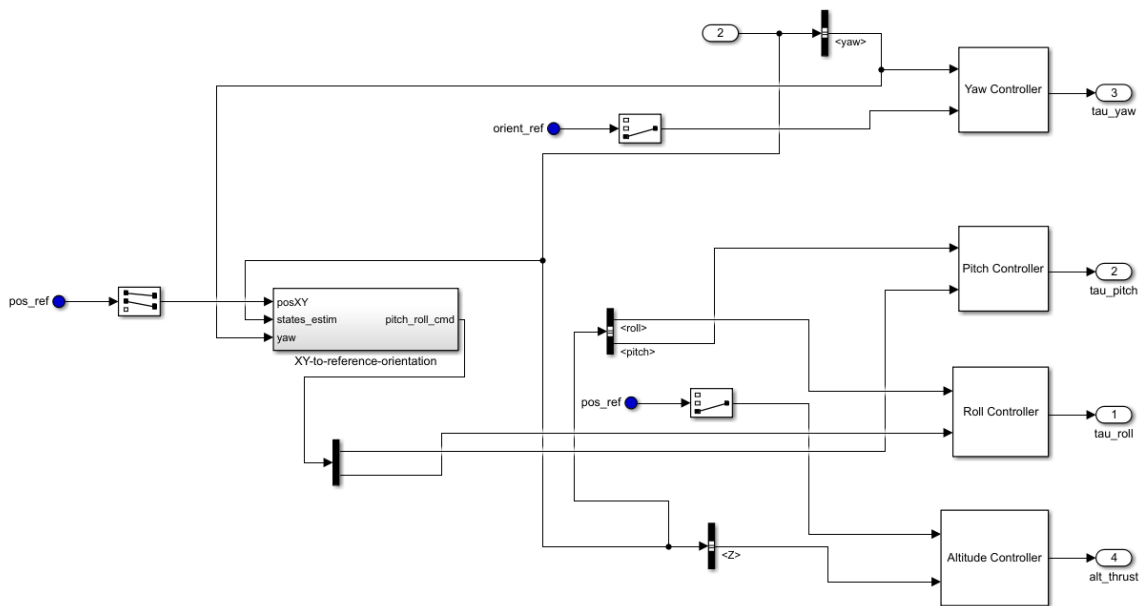 2
<yaw>
Yaw Controller
3
tau_yaw
orient_ref
Pitch Controller
2
tau_pitch
pos_ref
posXY
states_estim
pitch_roll_cmd
yaw
XY-to-reference-orientation
<roll>
<pitch>
pos_ref
Roll Controller
1
tau_roll
<Z>
Altitude Controller
4
alt_thrust